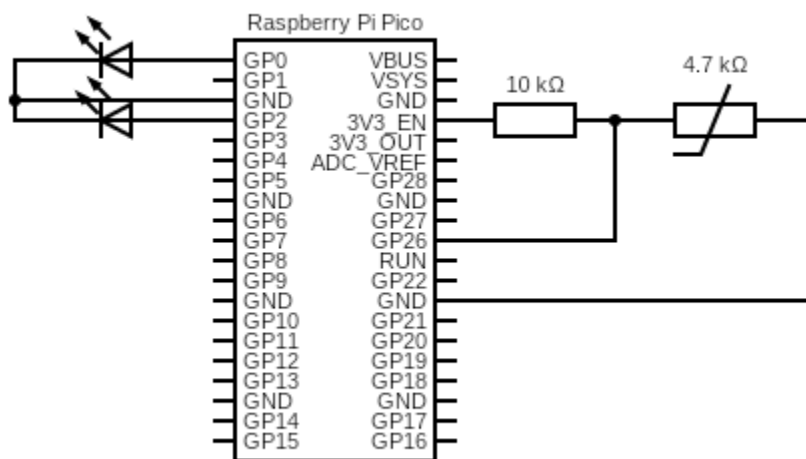 Raspberry Pi Pico
GP0 VBUS
GP1 VSYS
GND GND
GP2 3V3_EN
GP3 3V3_OUT
GP4 ADC_VREF
GP5 GP28
GND GND
GP6 GP27
GP7 GP26
GP8 RUN
GP9 GP22
GND GND
GP10 GP21
GP11 GP20
GP12 GP19
GP13 GP18
GND GND
GP14 GP17
GP15 GP16
10 kΩ
4.7 kΩ